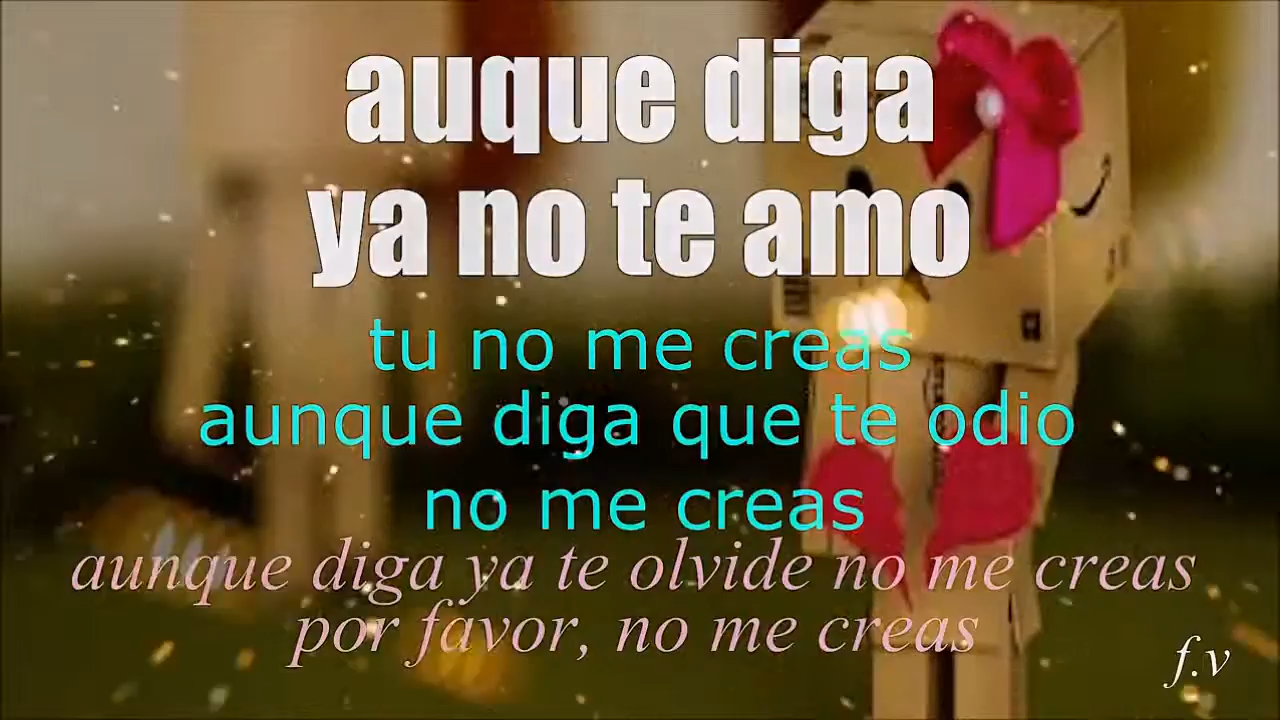 auque diga
ya no te amo
tu no me creas
aunque diga que te odio
no me creas
aunque diga ya te olvide no me creas
por favor, no me creas
f.v